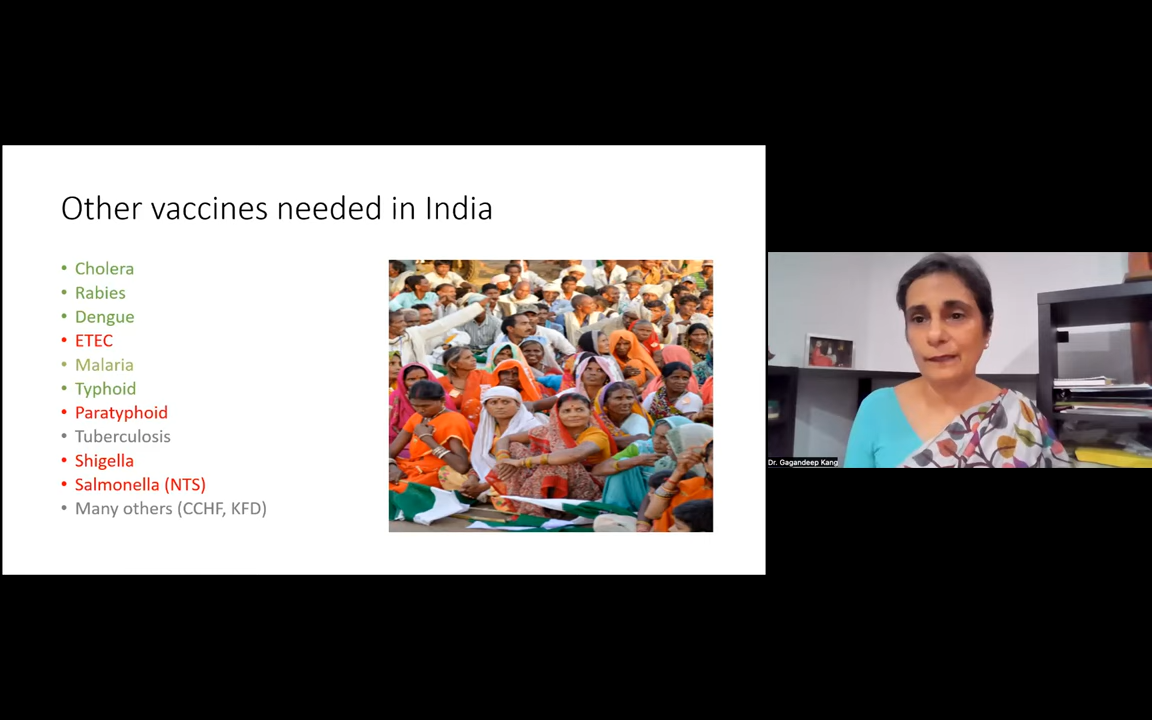 Other vaccines needed in India
• Cholera
• Rabies
• Dengue
• ETEC
• Malaria
• Typhoid
• Paratyphoid
• Tuberculosis
• Shigella
• Salmonella (NTS)
• Many others (CCHF, KFD)
Dr. Gagandeep Kang